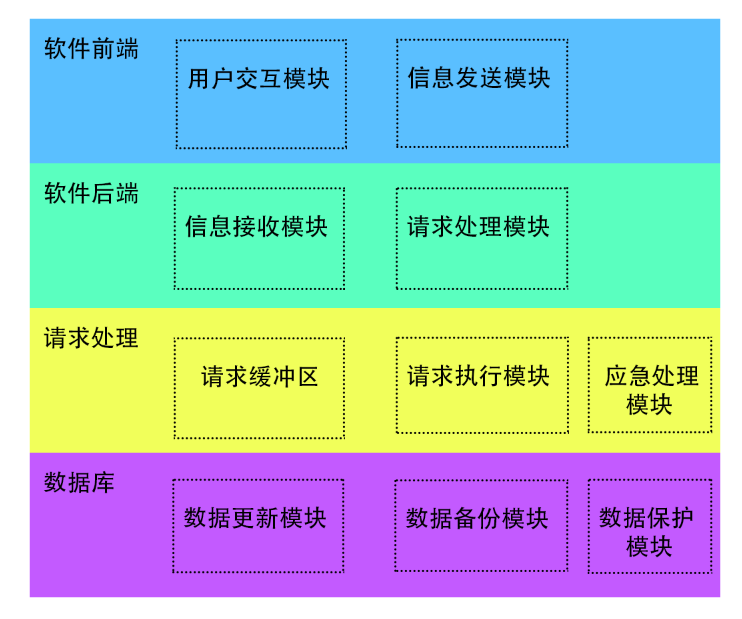 软件前端
用户交互模块
信息发送模块
软件后端
信息接收模块
请求处理模块
请求处理
请求缓冲区
请求执行模块
应急处理
模块
数据库
数据更新模块
数据备份模块
数据保护
模块